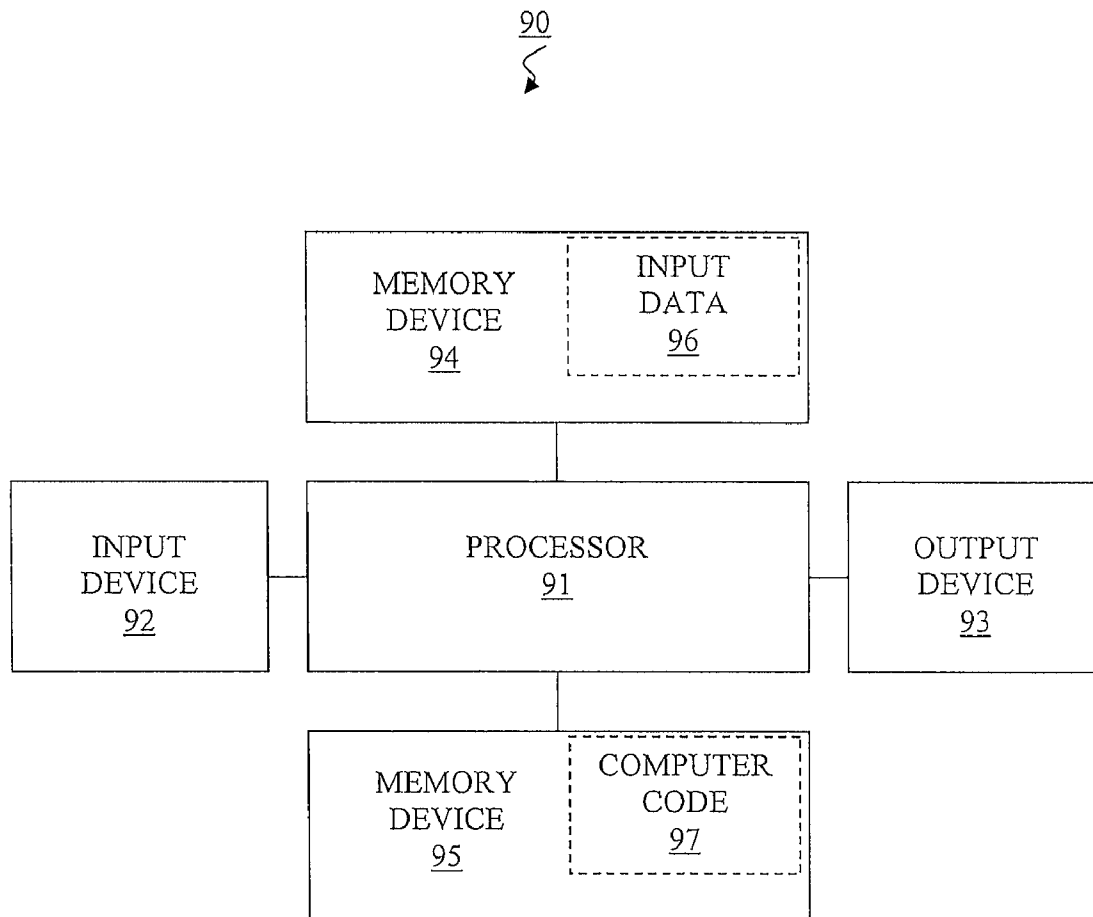 90
MEMORY
DEVICE
94
INPUT
DATA
96
INPUT
DEVICE
92
PROCESSOR
91
OUTPUT
DEVICE
93
MEMORY
DEVICE
95
COMPUTER
CODE
97